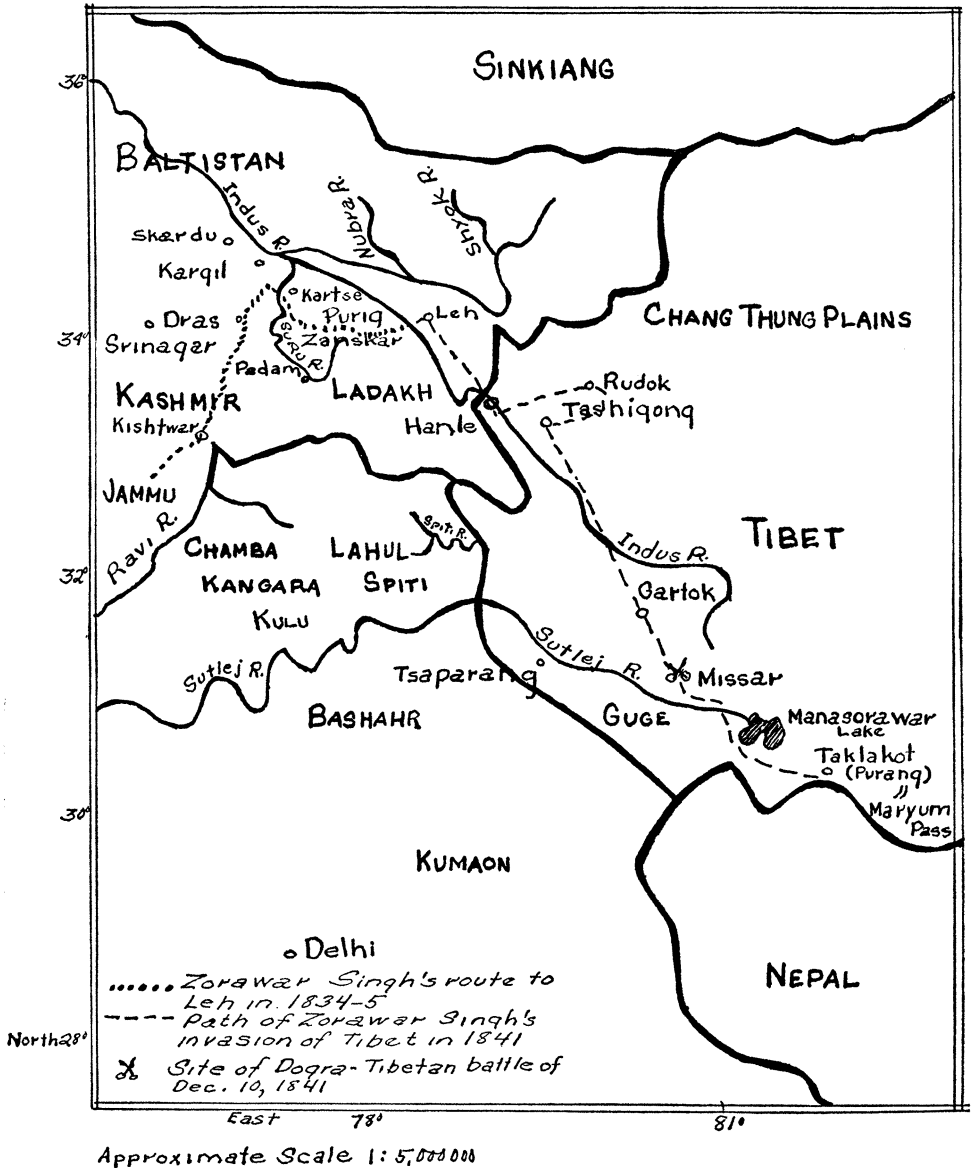 SINKIANG
36°
BALTISTAN
Indus R.
Nubra R.
Shyok R.
Skardu
Kargil
Kartse
Purig
Leh
CHANG THUNG PLAINS
Dras
34°
Srinagar
Suru R.
Zanskar
Padam
LADAKH
Rudok
KASHMIR
Tashigong
Kishtwar
Hanle
JAMMU
Ravi R.
Spiti R.
TIBET
CHAMBA
LAHUL
Indus R.
32°
KANGARA
SPITI
Gartok
KULU
Sutlej R.
Sutlej R.
Tsaparang
Missar
BASHAHR
GUGE
Manasorawar
Lake
Taklakot
(Purang)
30°
Maryum
Pass
KUMAON
Delhi
NEPAL
Zorawar Singh's route to
Leh in 1834-5
Path of Zorawar Singh's
invasion of Tibet in 1841
North 28°
Site of Dogra-Tibetan battle of
Dec. 10, 1841
East 78° 81°
Approximate Scale 1:5,000000